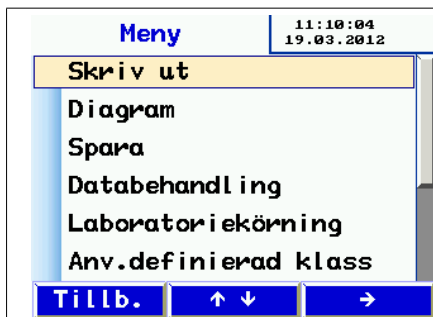 Meny
11:10:04
19.03.2012
Skriv ut
Diagram
Spara
Databehandling
Laboratoriekörning
Anv.definierad klass
Tillb. ↑ ↓ →